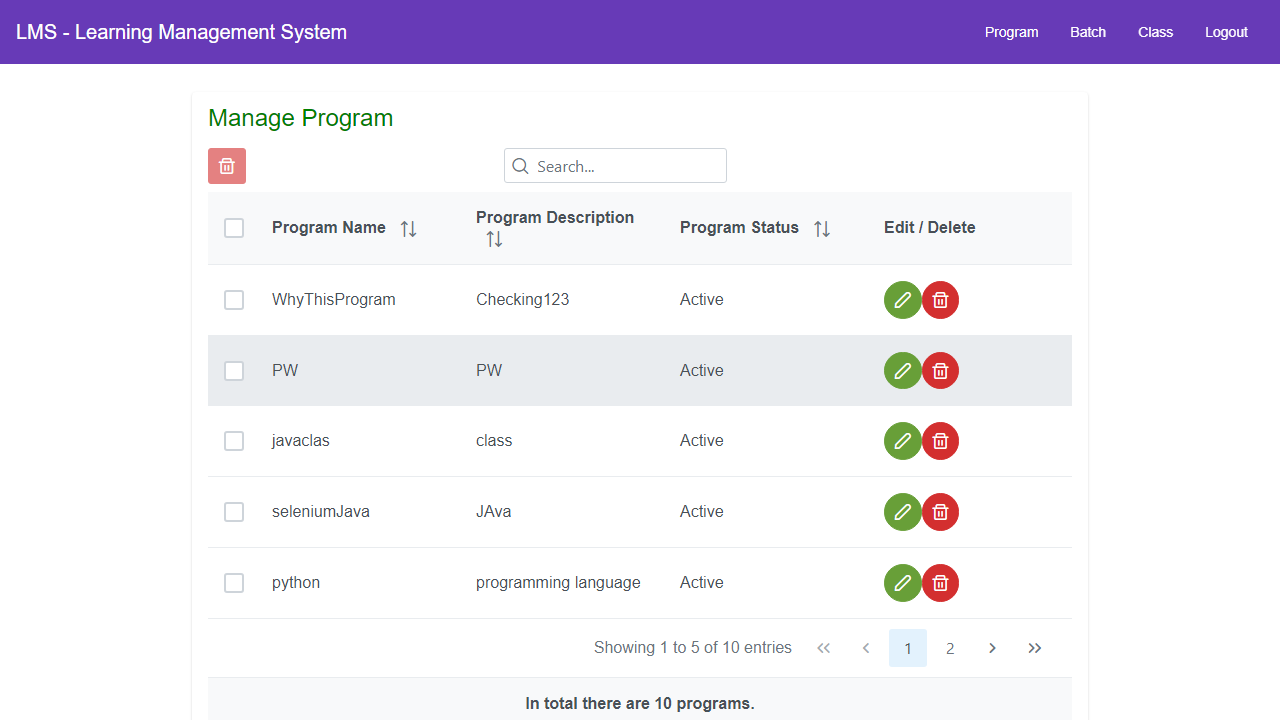 LMS - Learning Management System
Program
Batch
Class
Logout
Manage Program
Search...
Program Name
Program Description
Program Status
Edit / Delete
WhyThisProgram
Checking123
Active
PW
PW
Active
javaclas
class
Active
seleniumJava
JAva
Active
python
programming language
Active
Showing 1 to 5 of 10 entries
1
2
In total there are 10 programs.